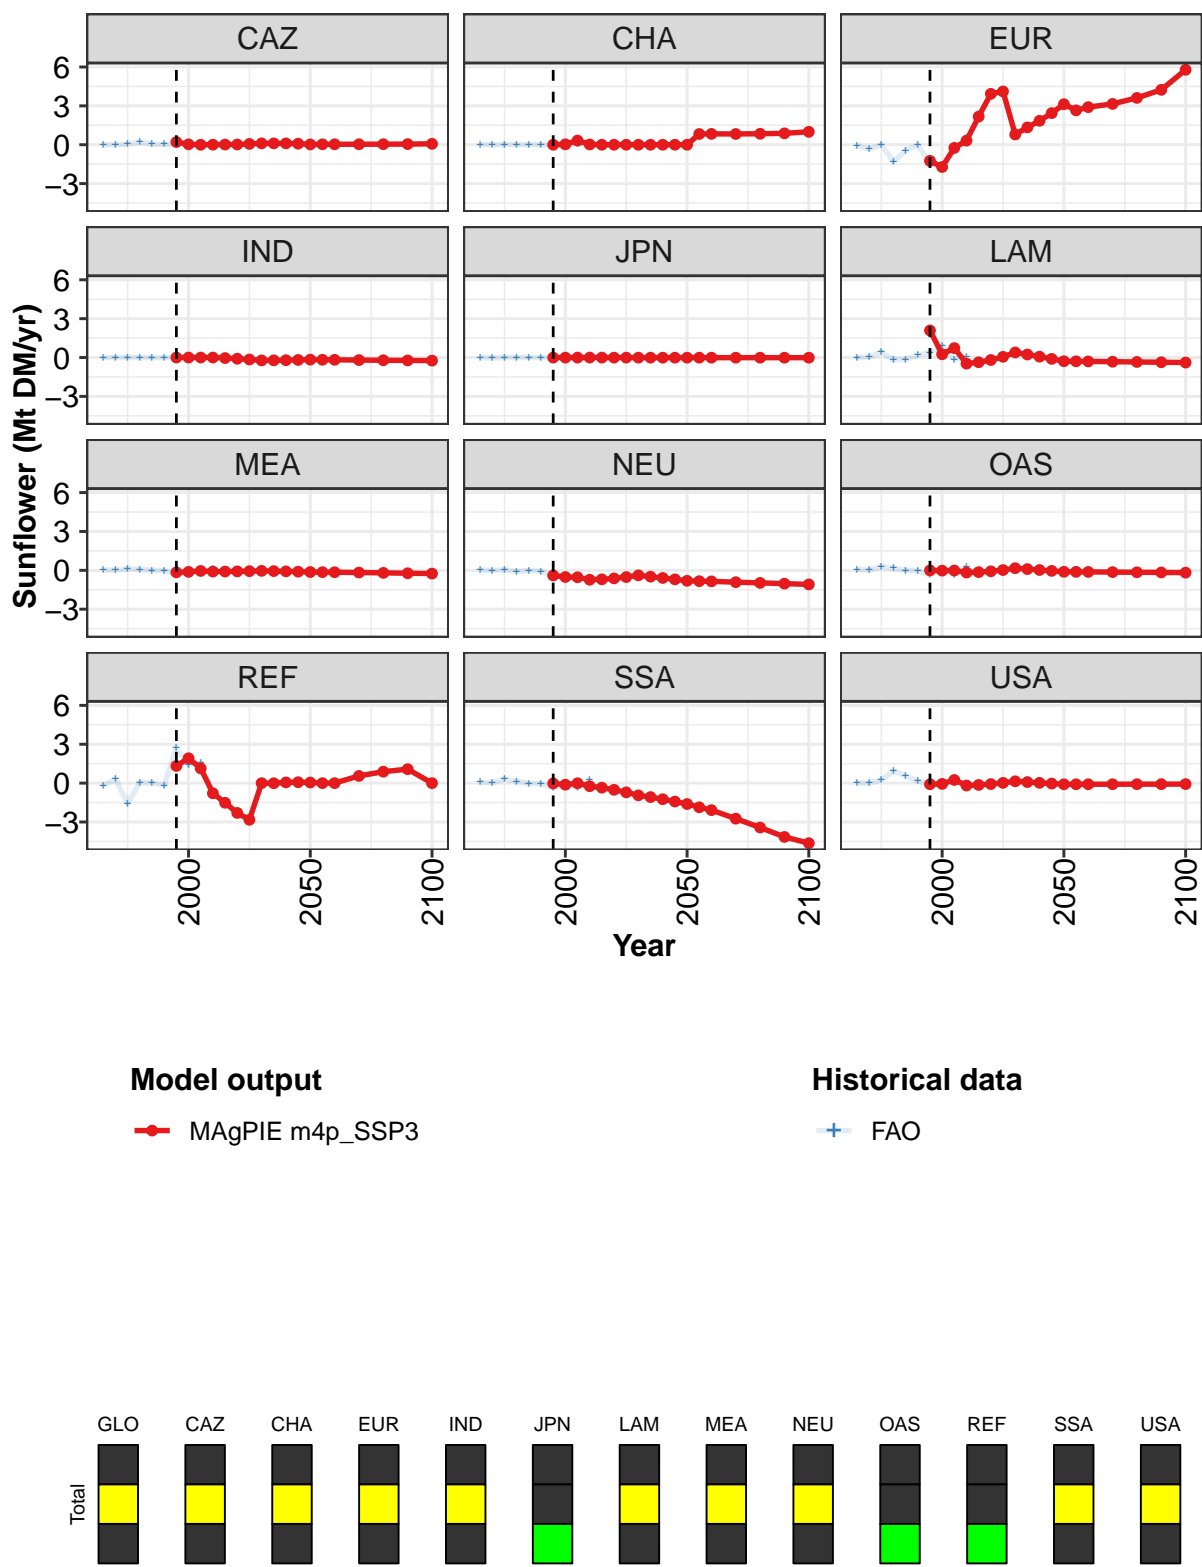 CAZ CHA EUR
6
3
0
−3
IND JPN LAM
6
3
0
−3
MEA NEU OAS
6
3
0
−3
REF SSA USA
6
3
0
−3
Sunflower (Mt DM/yr)
2000 2050 2100 2000 2050 2100 2000 2050 2100
Year
Model output Historical data
MAgPIE m4p_SSP3 FAO
GLO CAZ CHA EUR IND JPN LAM MEA NEU OAS REF SSA USA
Total